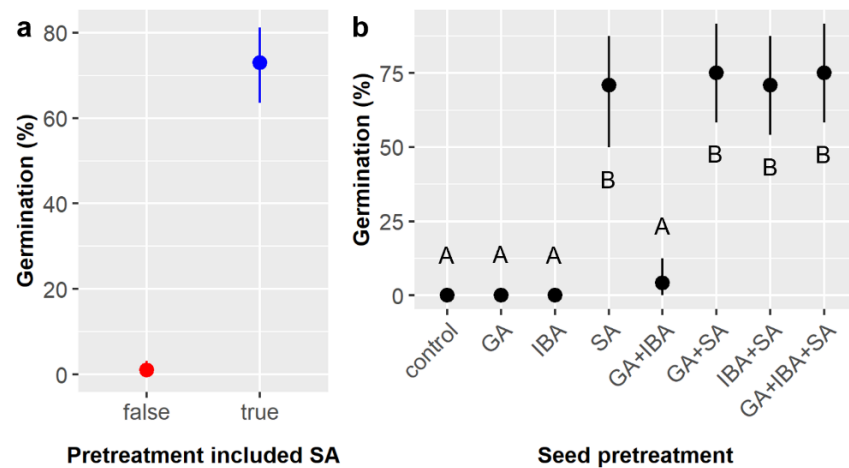 a
80
60
40
20
0
Germination (%)
false true
Pretreatment included SA
b
75
50
25
0
Germination (%)
A A A B A B B B
control GA IBA SA GA+IBA GA+SA IBA+SA GA+IBA+SA
Seed pretreatment